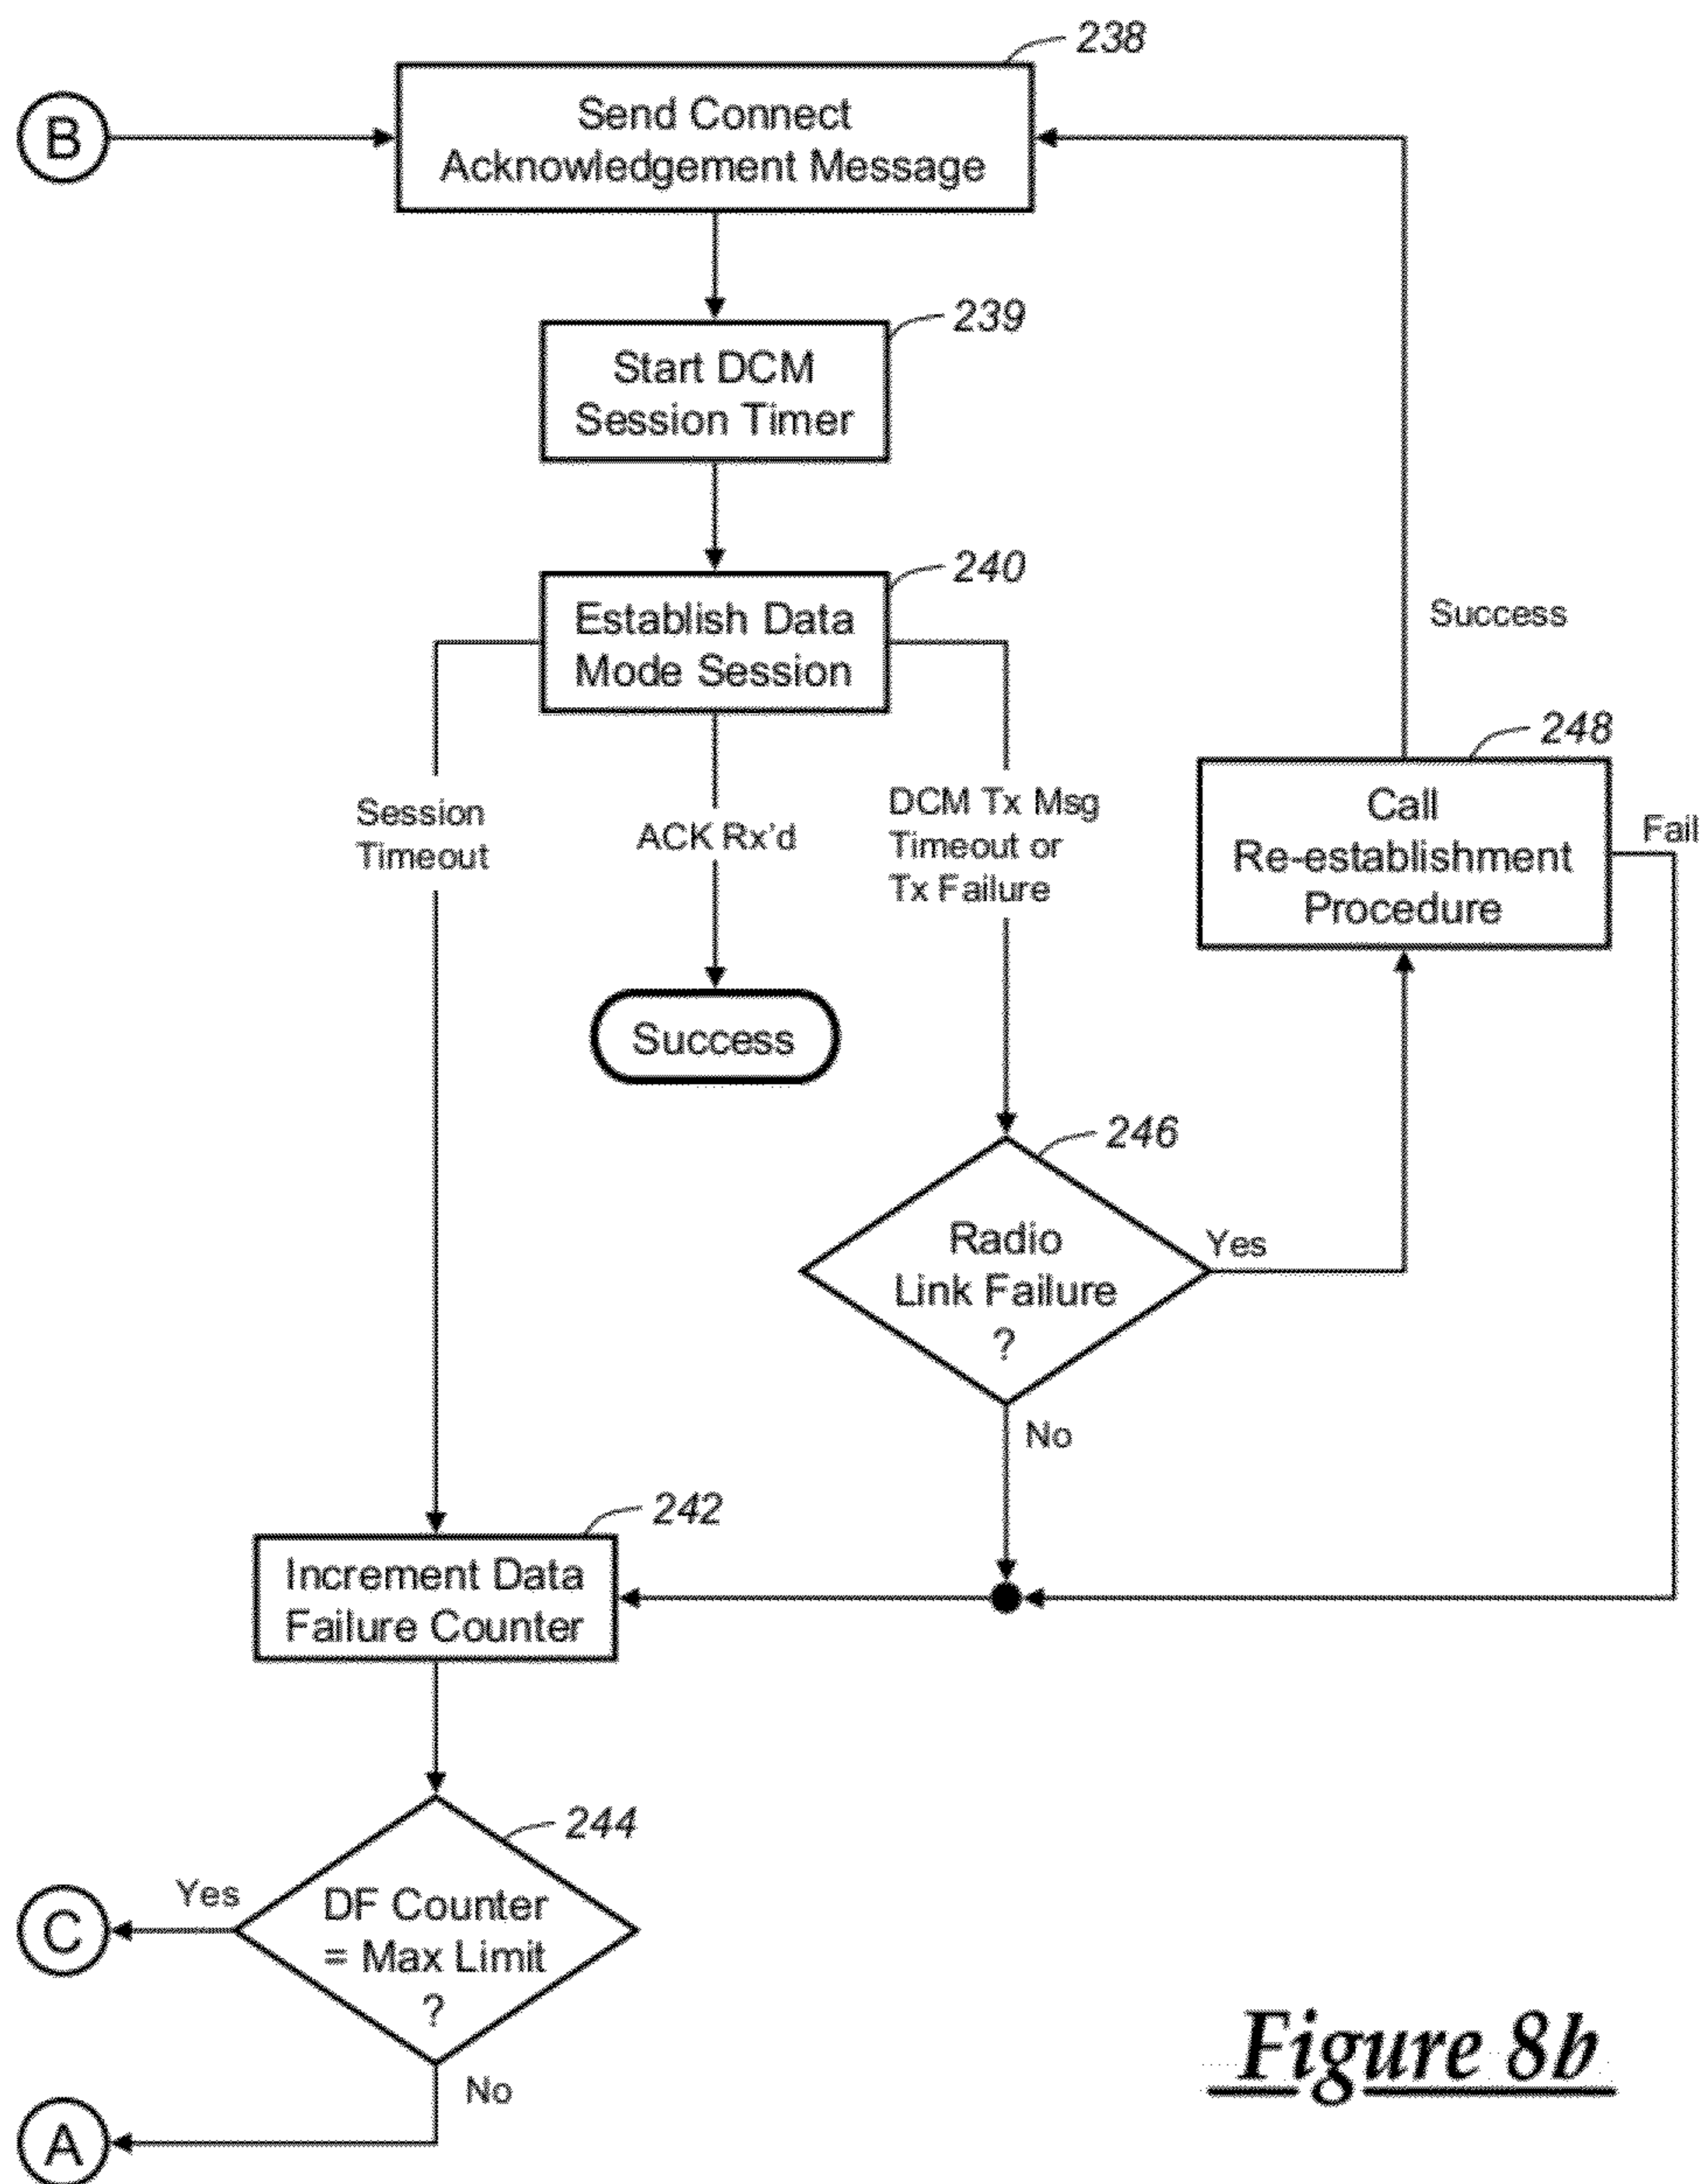 238
B
Send Connect
Acknowledgement Message
239
Start DCM
Session Timer
240
Establish Data
Mode Session
Success
248
Call
Re-establishment
Procedure
Fail
Session
Timeout
ACK Rx'd
DCM Tx Msg
Timeout or
Tx Failure
Success
246
Radio
Link Failure
?
Yes
No
242
Increment Data
Failure Counter
244
DF Counter
= Max Limit
?
Yes
C
No
A
Figure 8b